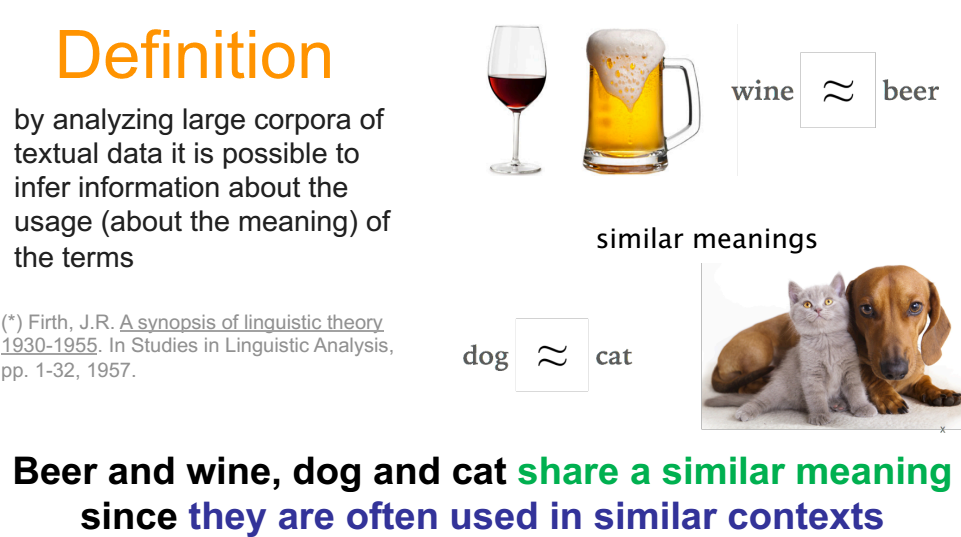 Definition
by analyzing large corpora of
textual data it is possible to
infer information about the
usage (about the meaning) of
the terms
(*) Firth, J.R. A synopsis of linguistic theory
1930-1955. In Studies in Linguistic Analysis,
pp. 1-32, 1957.
wine ≈ beer
similar meanings
dog ≈ cat
x
Beer and wine, dog and cat share a similar meaning
since they are often used in similar contexts